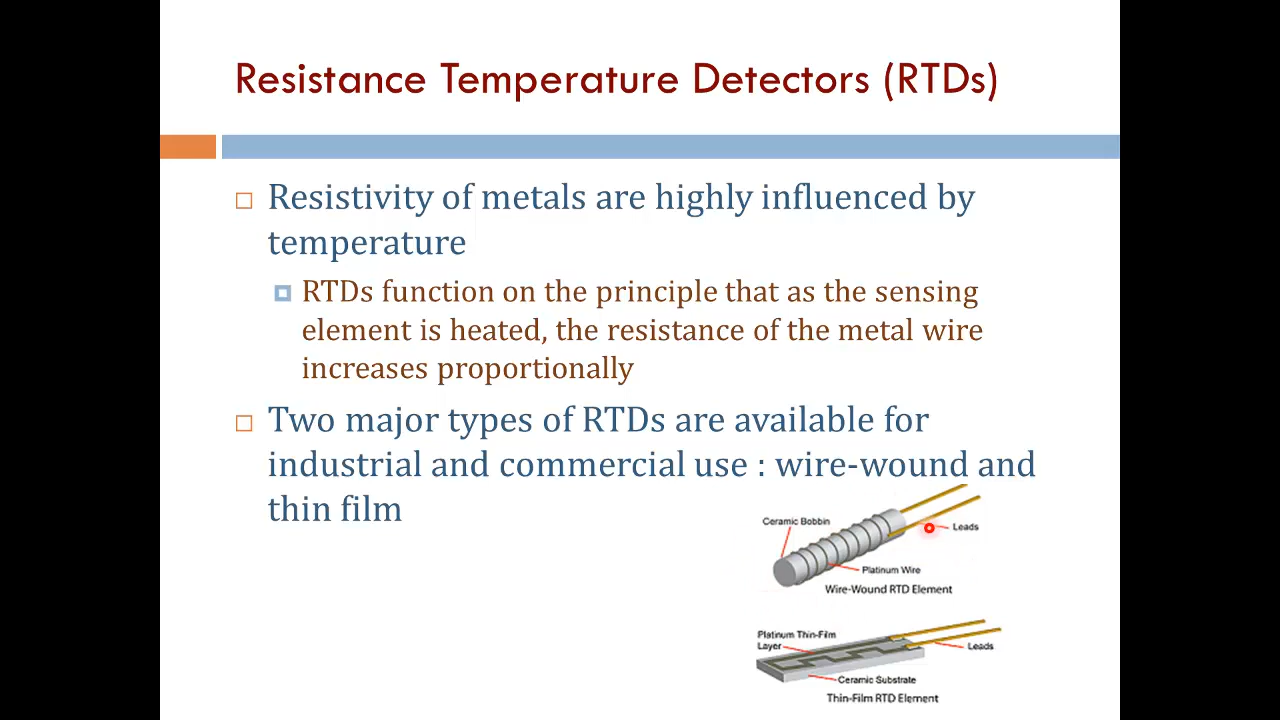 Resistance Temperature Detectors (RTDs)
Resistivity of metals are highly influenced by
temperature
RTDs function on the principle that as the sensing
element is heated, the resistance of the metal wire
increases proportionally
Two major types of RTDs are available for
industrial and commercial use : wire-wound and
thin film
Ceramic Bobbin
Leads
Platinum Wire
Wire-Wound RTD Element
Platinum Thin-Film
Layer
Leads
Ceramic Substrate
Thin-Film RTD Element